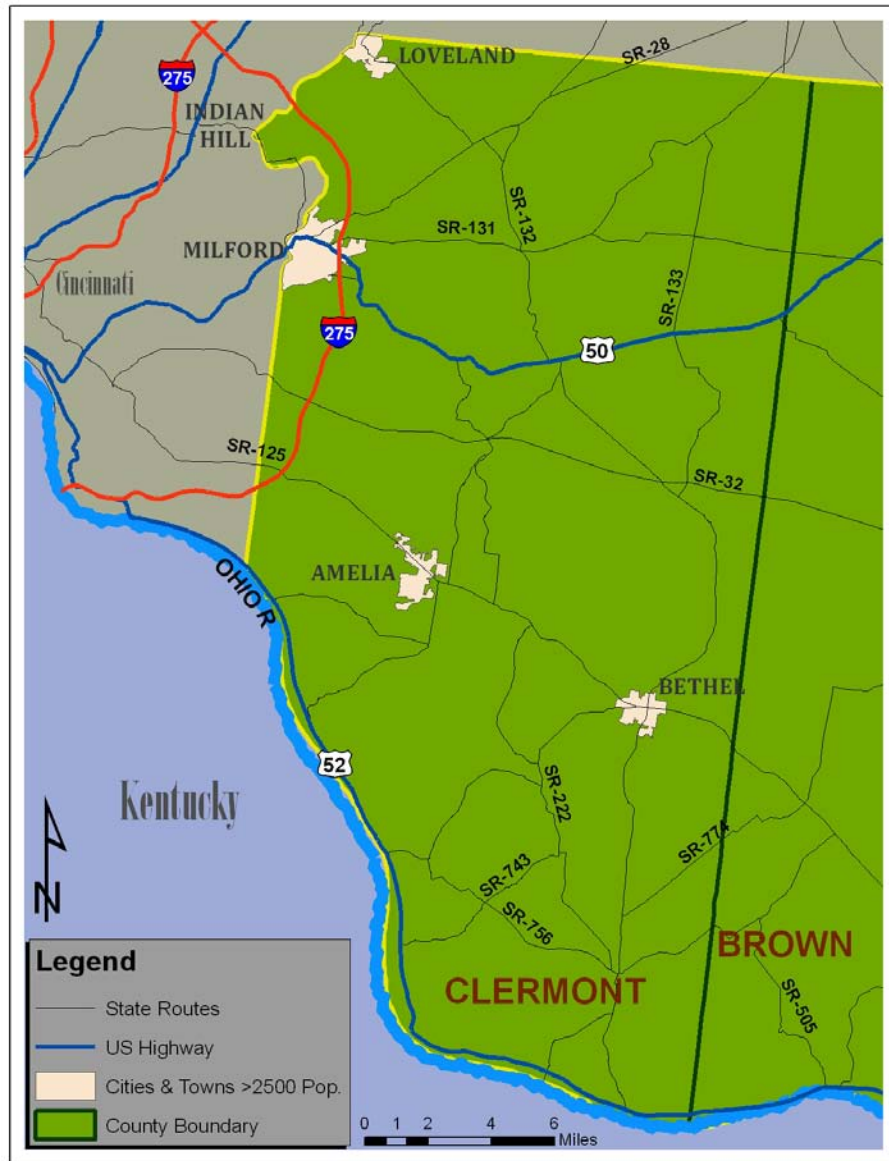 LOVELAND
SR-28
275
INDIAN
HILL
SR-132
SR-131
MILFORD
Cincinnati
SR-133
275
50
SR-125
SR-32
OHIO R
AMELIA
BETHEL
52
Kentucky
SR-222
SR-774
SR-743
SR-756
N
BROWN
CLERMONT
SR-505
Legend
State Routes
US Highway
Cities & Towns >2500 Pop.
County Boundary
0 1 2 4 6
Miles